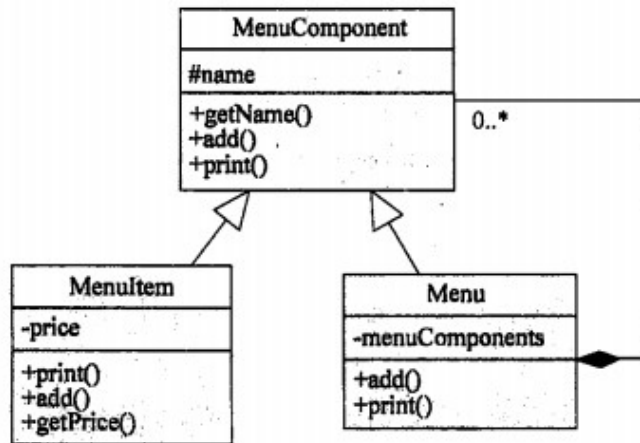 MenuComponent
#name
+getName()
+add()
+print()
0..*
MenuItem
-price
+print()
+add()
+getPrice()
Menu
-menuComponents
+add()
+print()